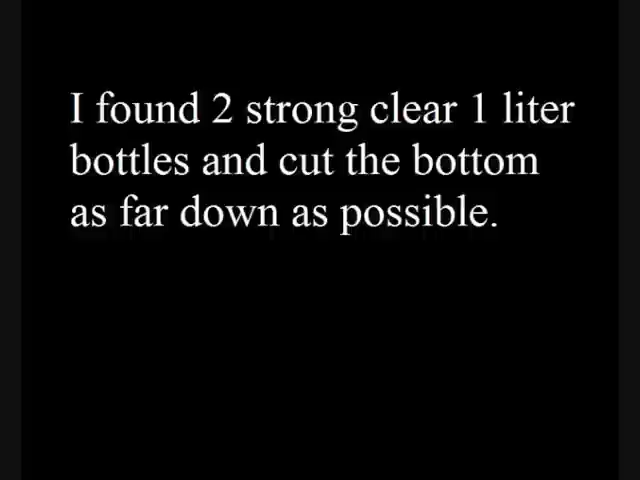 I found 2 strong clear 1 liter
bottles and cut the bottom
as far down as possible.